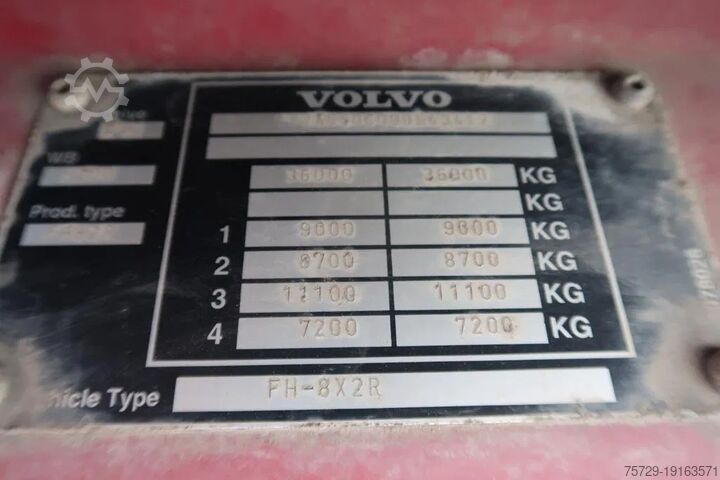 VOLVO
WB
36000 36000 KG
KG
Prod. type
1 9000 9000 KG
2 8700 8700 KG
3 11100 11100 KG
4 7200 7200 KG
Type FH-8X2R
75729-19163571